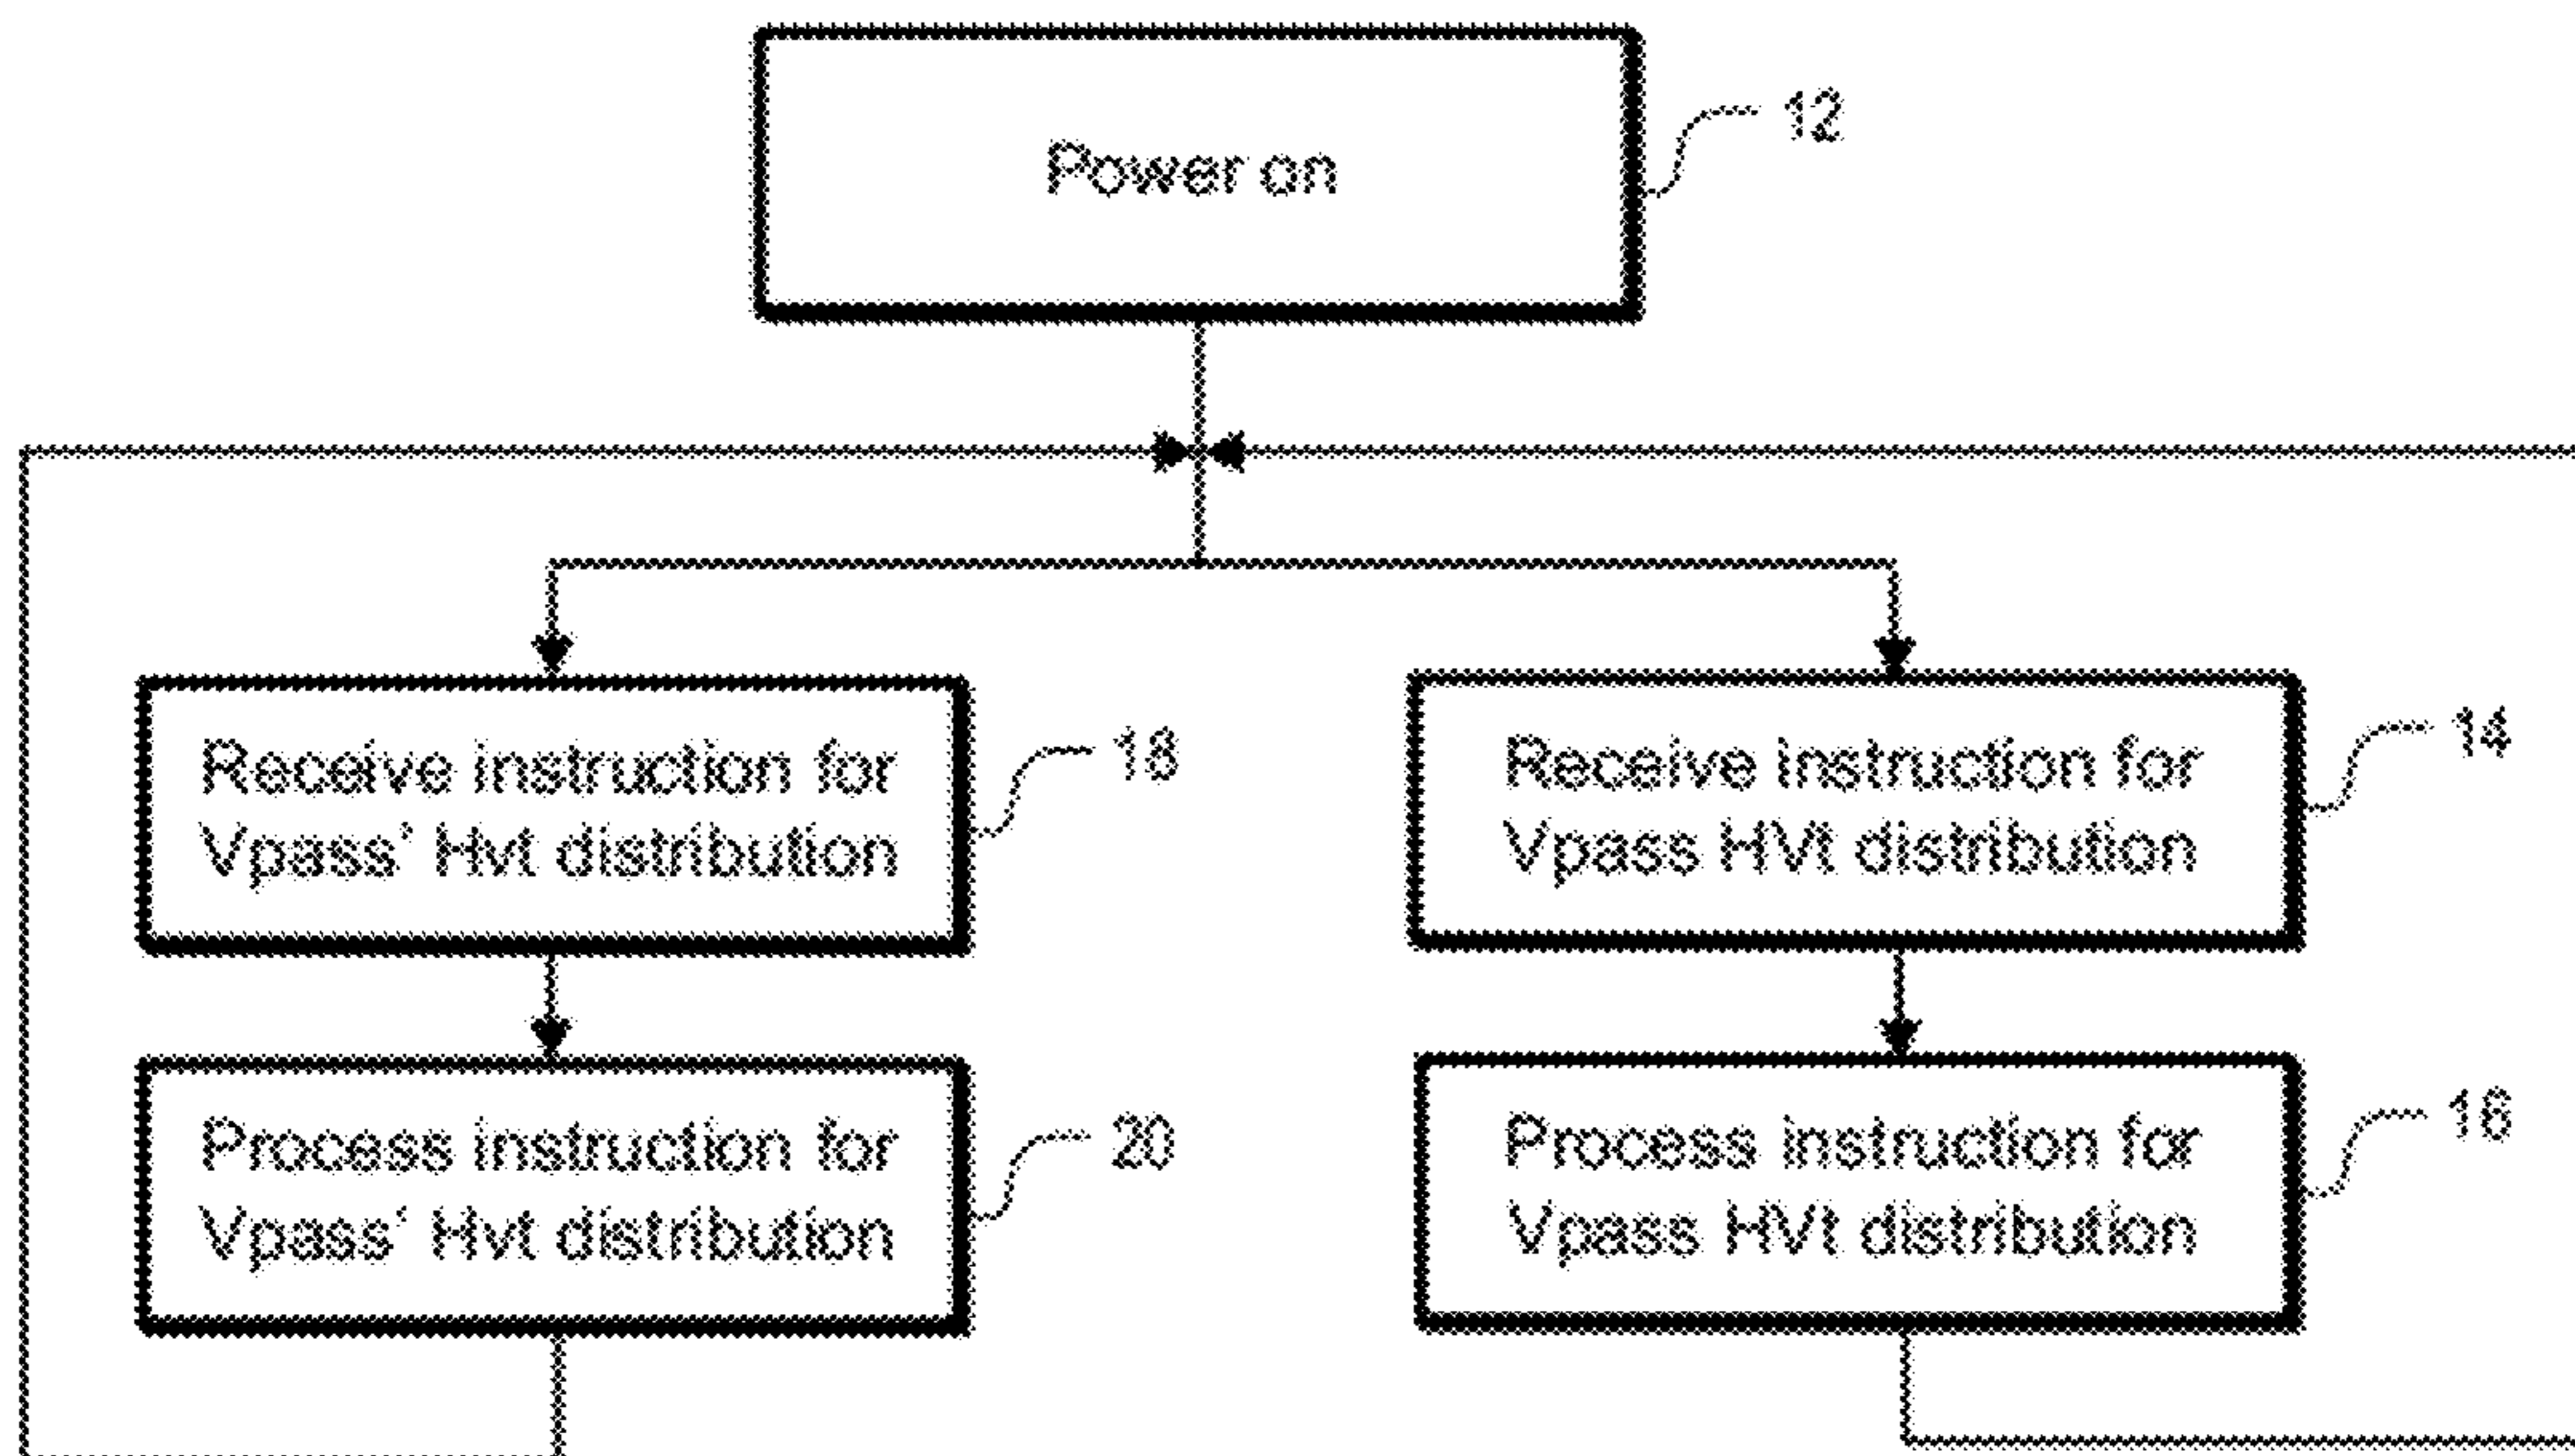 Power on
12
Receive instruction for
Vpass' Hvt distribution
18
Receive instruction for
Vpass HVt distribution
14
Process instruction for
Vpass' Hvt distribution
20
Process instruction for
Vpass HVt distribution
16